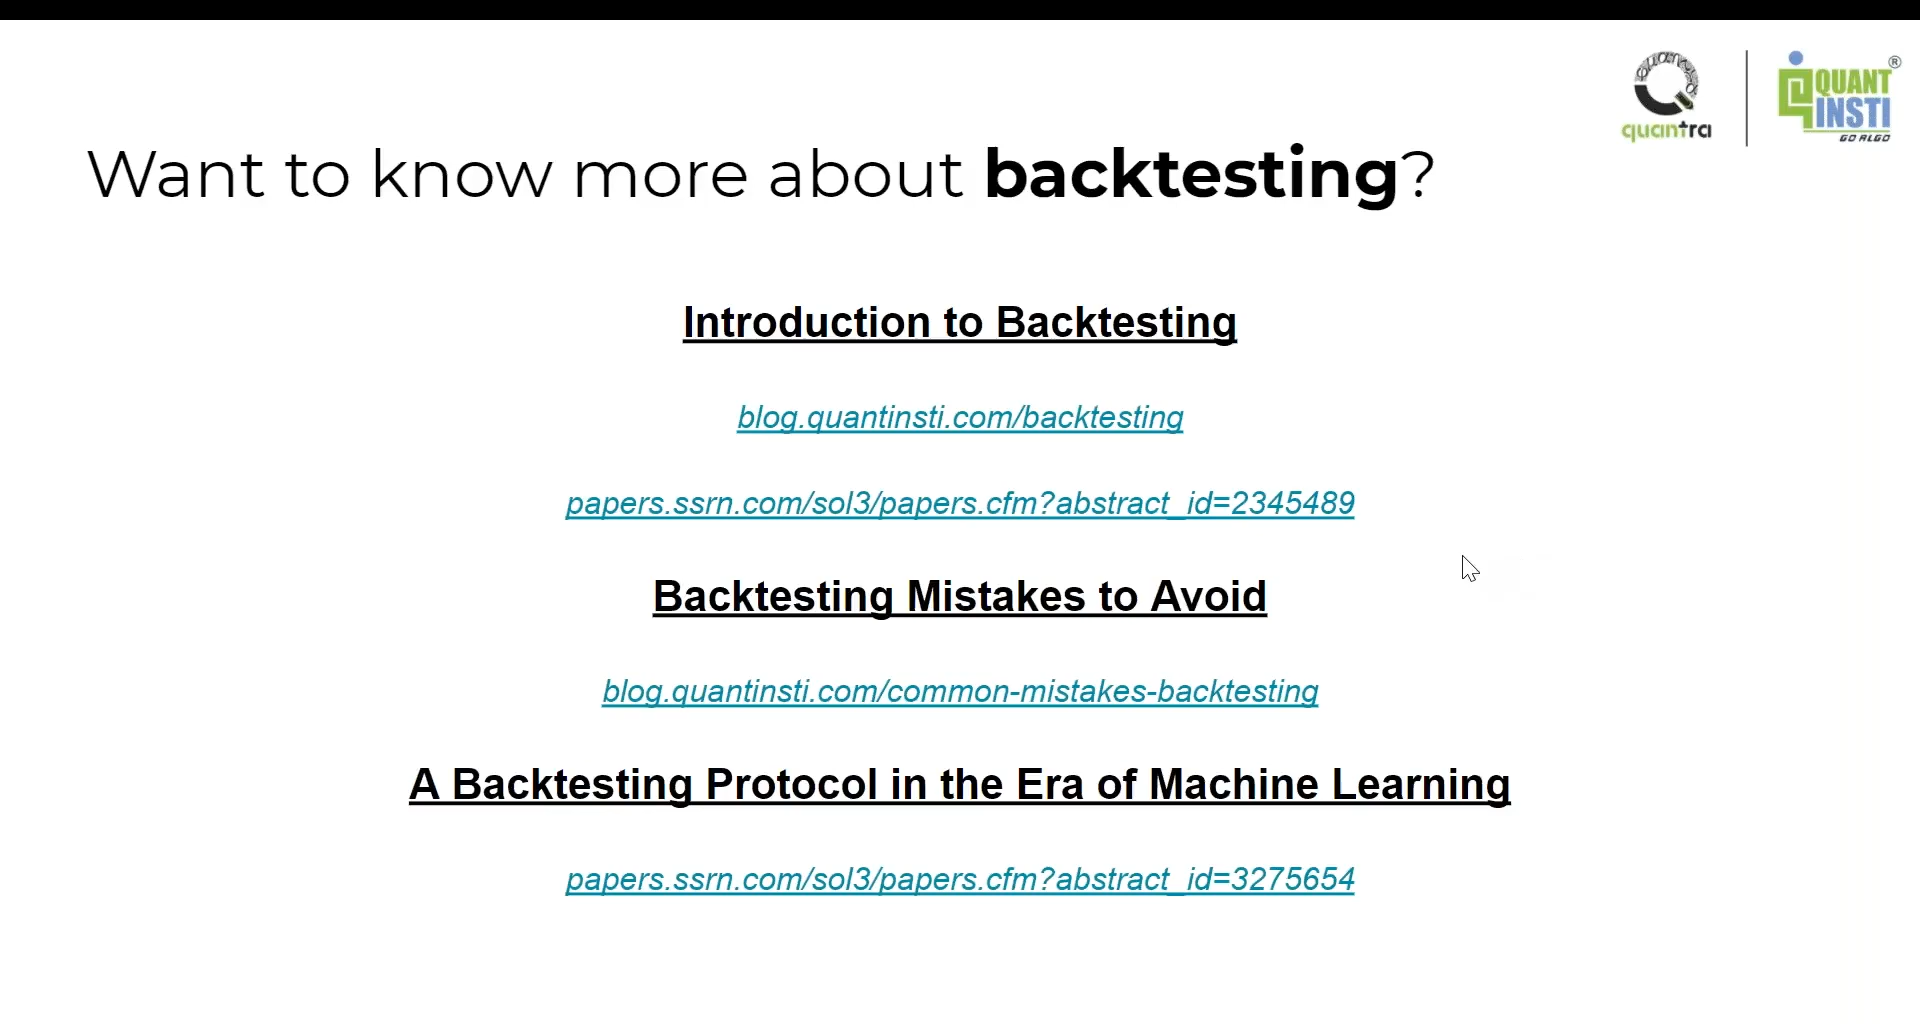 quantra
QUANT
INSTI
GO ALGO
®
Want to know more about backtesting?
Introduction to Backtesting
blog.quantinsti.com/backtesting
papers.ssrn.com/sol3/papers.cfm?abstract_id=2345489
Backtesting Mistakes to Avoid
blog.quantinsti.com/common-mistakes-backtesting
A Backtesting Protocol in the Era of Machine Learning
papers.ssrn.com/sol3/papers.cfm?abstract_id=3275654